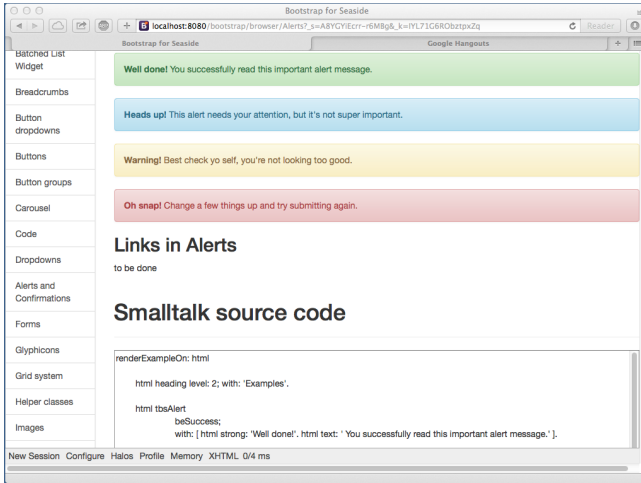 Bootstrap for Seaside
localhost:8080/bootstrap/browser/Alerts?_s=A8YGYiEcrr-r6MBg&_k=IYL71G6RObztpxZq
Reader
Bootstrap for Seaside
Google Hangouts
Batched List
Widget
Breadcrumbs
Button
dropdowns
Buttons
Button groups
Carousel
Code
Dropdowns
Alerts and
Confirmations
Forms
Glyphicons
Grid system
Helper classes
Images
Well done! You successfully read this important alert message.
Heads up! This alert needs your attention, but it's not super important.
Warning! Best check yo self, you're not looking too good.
Oh snap! Change a few things up and try submitting again.
Links in Alerts
to be done
Smalltalk source code
renderExampleOn: html
html heading level: 2; with: 'Examples'.
html tbsAlert
beSuccess;
with: [ html strong: 'Well done!'. html text: ' You successfully read this important alert message.' ].
New Session Configure Halos Profile Memory XHTML 0/4 ms